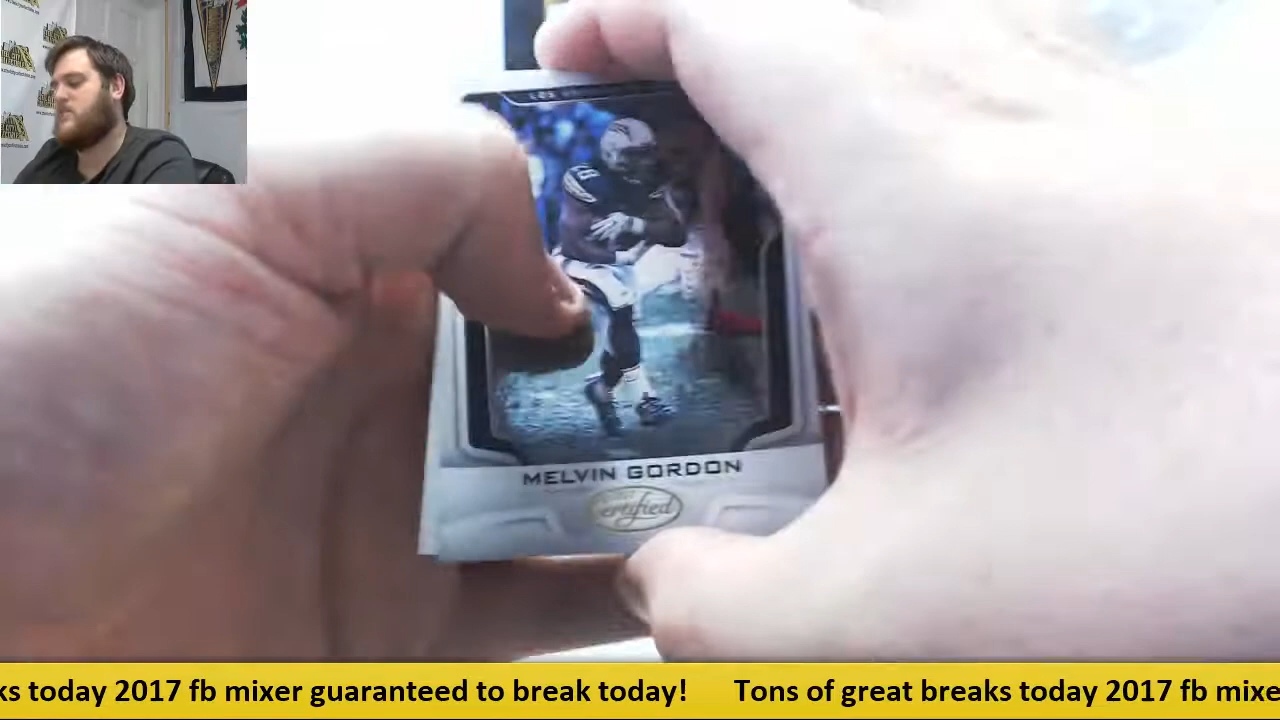 MELVIN GORDON
Certified
ks today 2017 fb mixer guaranteed to break today! Tons of great breaks today 2017 fb mixe